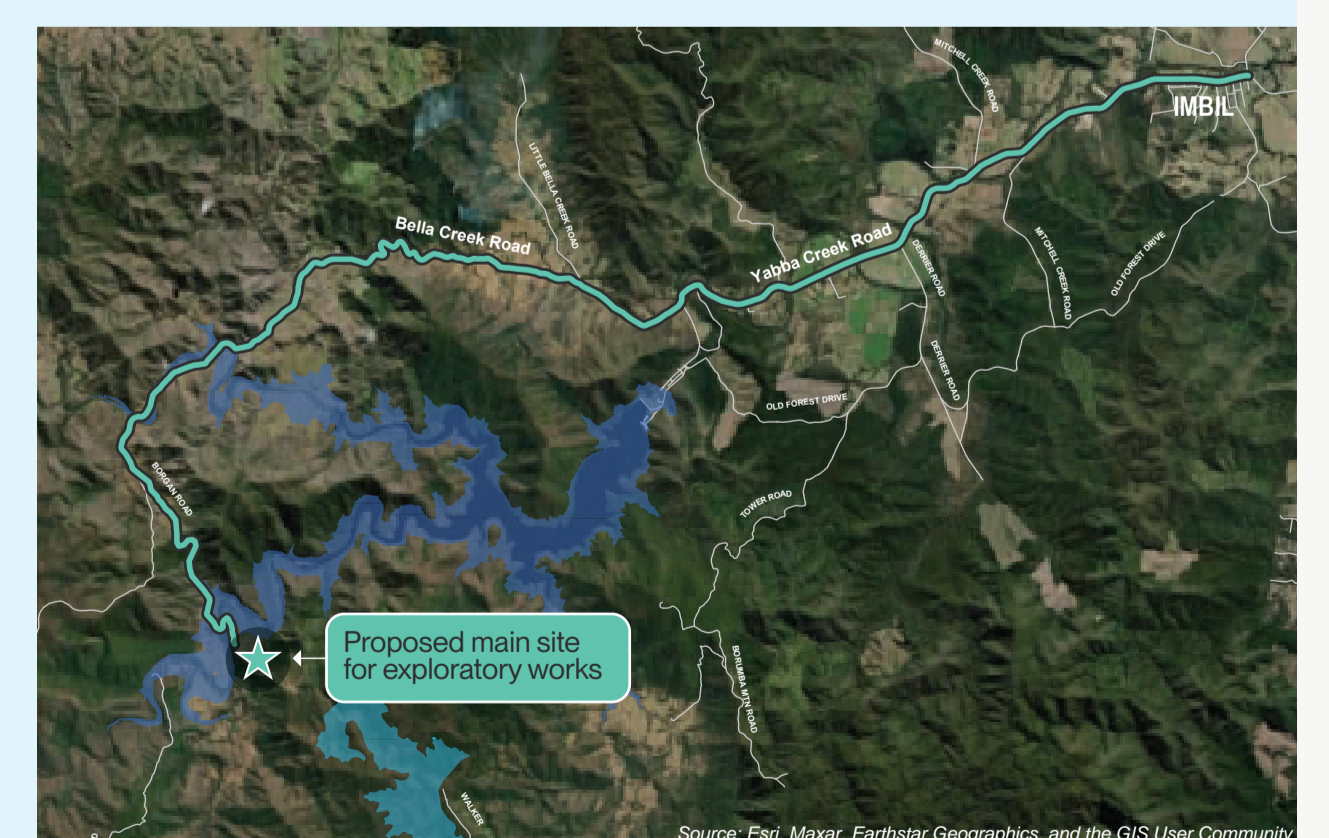 MITCHELL CREEK ROAD
IMBIL
LITTLE BELLA CREEK ROAD
Bella Creek Road
Yabba Creek Road
DERRIER ROAD
MITCHELL CREEK ROAD
OLD FOREST DRIVE
DERRIER ROAD
OLD FOREST DRIVE
BORGAN ROAD
TOWER ROAD
Proposed main site
for exploratory works
BORUMBA MTN ROAD
WALKER
Source: Esri, Maxar, Earthstar Geographics, and the GIS User Community